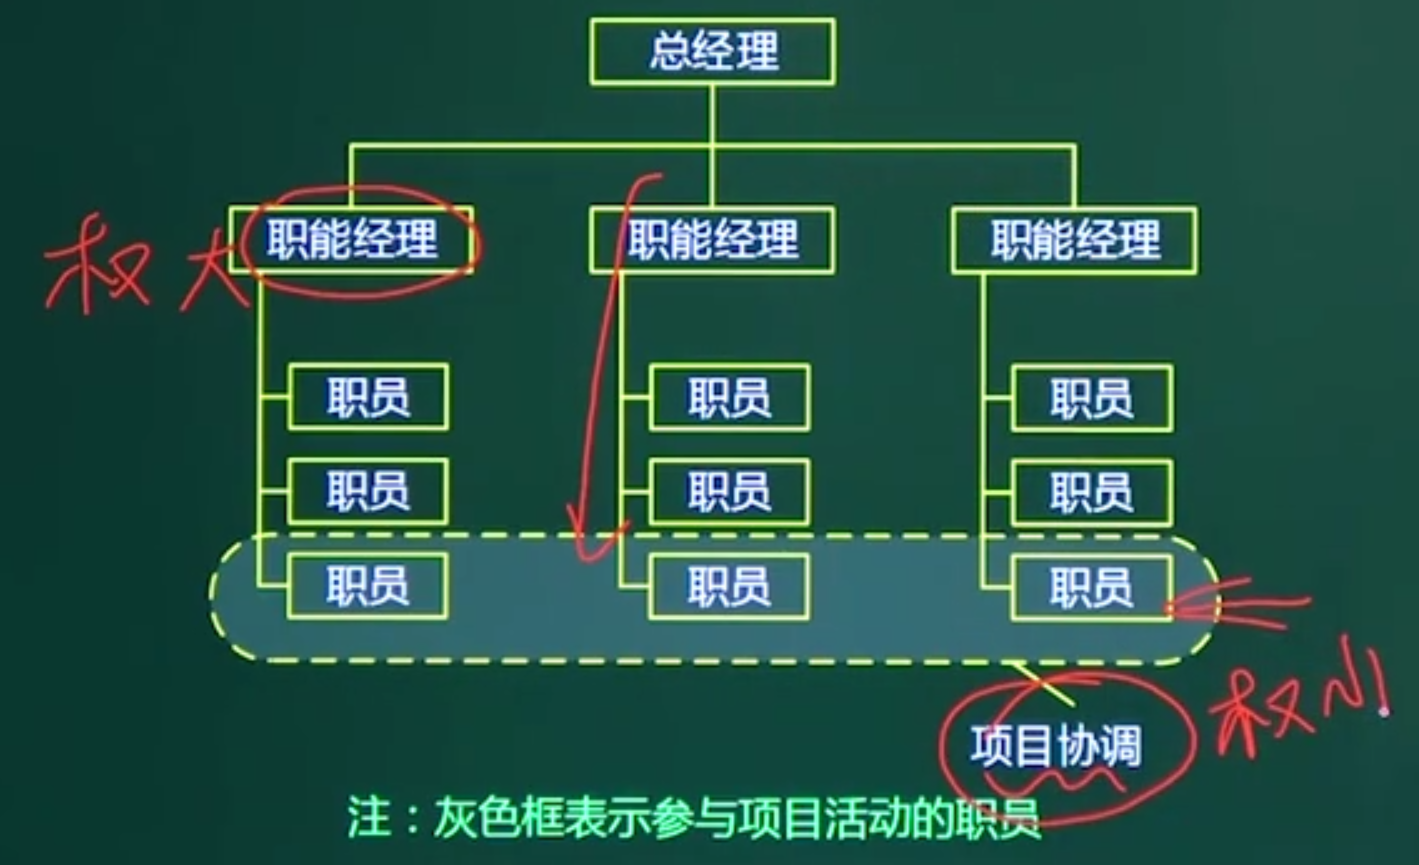 总经理
权大 职能经理 职能经理 职能经理
职员 职员 职员
职员 职员 职员
职员 职员 职员
项目协调 权小
注：灰色框表示参与项目活动的职员